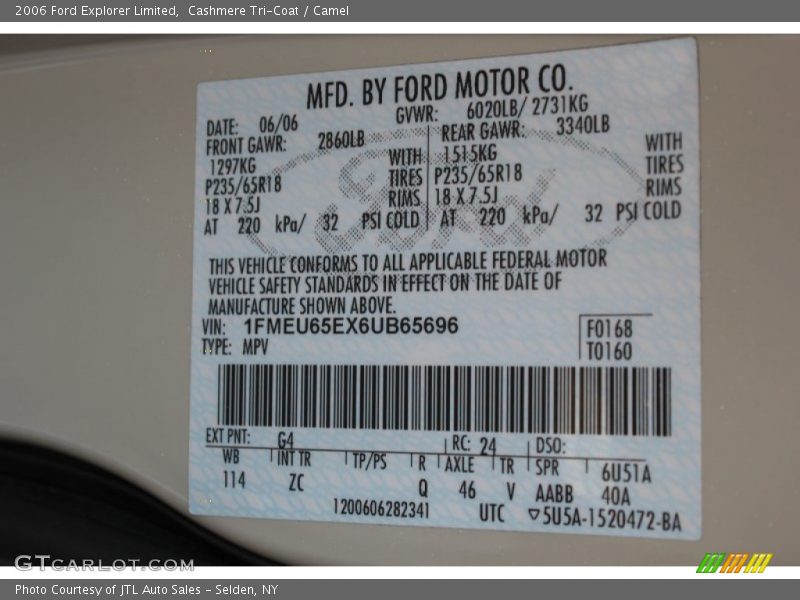 2006 Ford Explorer Limited, Cashmere Tri-Coat / Camel
MFD. BY FORD MOTOR CO.
DATE: 06/06 GVWR: 6020LB/ 2731KG
FRONT GAWR: 2860LB REAR GAWR: 3340LB
1297KG WITH 1515KG WITH
P235/65R18 TIRES P235/65R18 TIRES
18 X 7.5J RIMS 18 X 7.5J RIMS
AT 220 kPa/ 32 PSI COLD AT 220 kPa/ 32 PSI COLD
Ford
THIS VEHICLE CONFORMS TO ALL APPLICABLE FEDERAL MOTOR
VEHICLE SAFETY STANDARDS IN EFFECT ON THE DATE OF
MANUFACTURE SHOWN ABOVE.
VIN: 1FMEU65EX6UB65696 F0168
TYPE: MPV T0160
EXT PNT: G4 RC: 24 DSO:
WB INT TR TP/PS R AXLE TR SPR 6U51A
114 ZC Q 46 V AABB 40A
1200606282341 UTC ▽5U5A-1520472-BA
GTCARLOT.COM
Photo Courtesy of JTL Auto Sales - Selden, NY